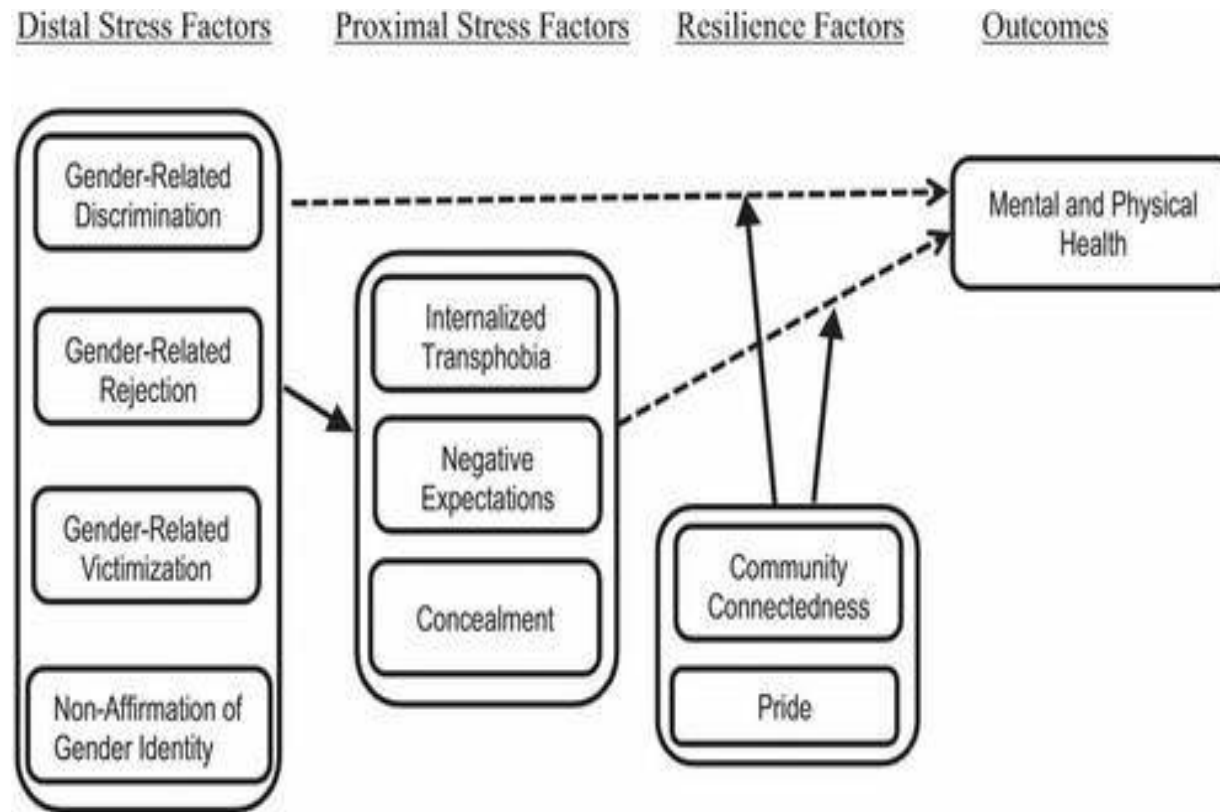 Distal Stress Factors
Proximal Stress Factors
Resilience Factors
Outcomes
Gender-Related
Discrimination
Gender-Related
Rejection
Gender-Related
Victimization
Non-Affirmation of
Gender Identity
Internalized
Transphobia
Negative
Expectations
Concealment
Community
Connectedness
Pride
Mental and Physical
Health